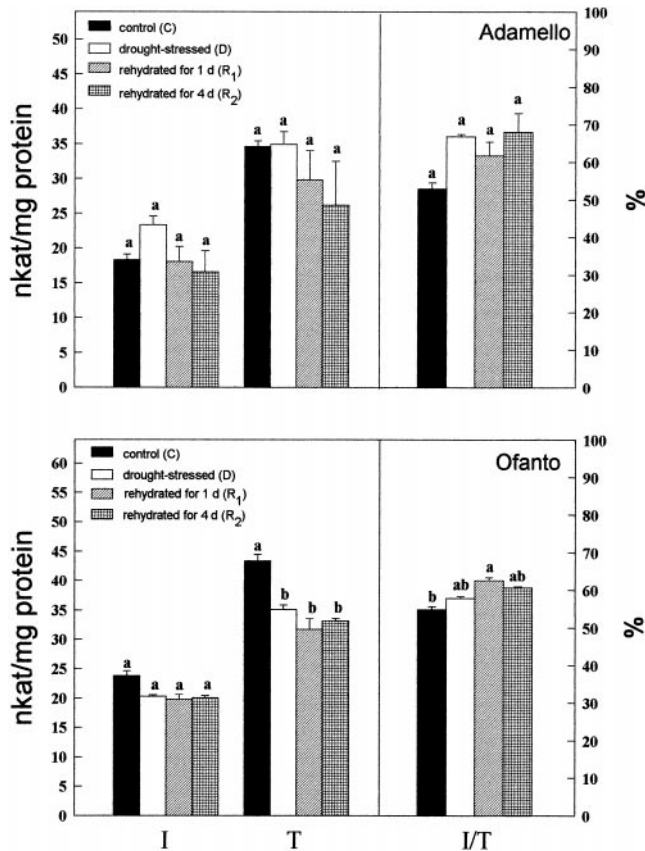 Adamello
control (C)
drought-stressed (D)
rehydrated for 1 d (R1)
rehydrated for 4 d (R2)
nkat/mg protein
50
45
40
35
30
25
20
15
10
5
0
a a a a
a a a a
a a a a
100
90
80
70
60
50
40
30
20
10
0
%
Ofanto
control (C)
drought-stressed (D)
rehydrated for 1 d (R1)
rehydrated for 4 d (R2)
nkat/mg protein
60
55
50
45
40
35
30
25
20
15
10
5
0
a a a a
a b b b
b ab a ab
100
90
80
70
60
50
40
30
20
10
0
%
I T I/T